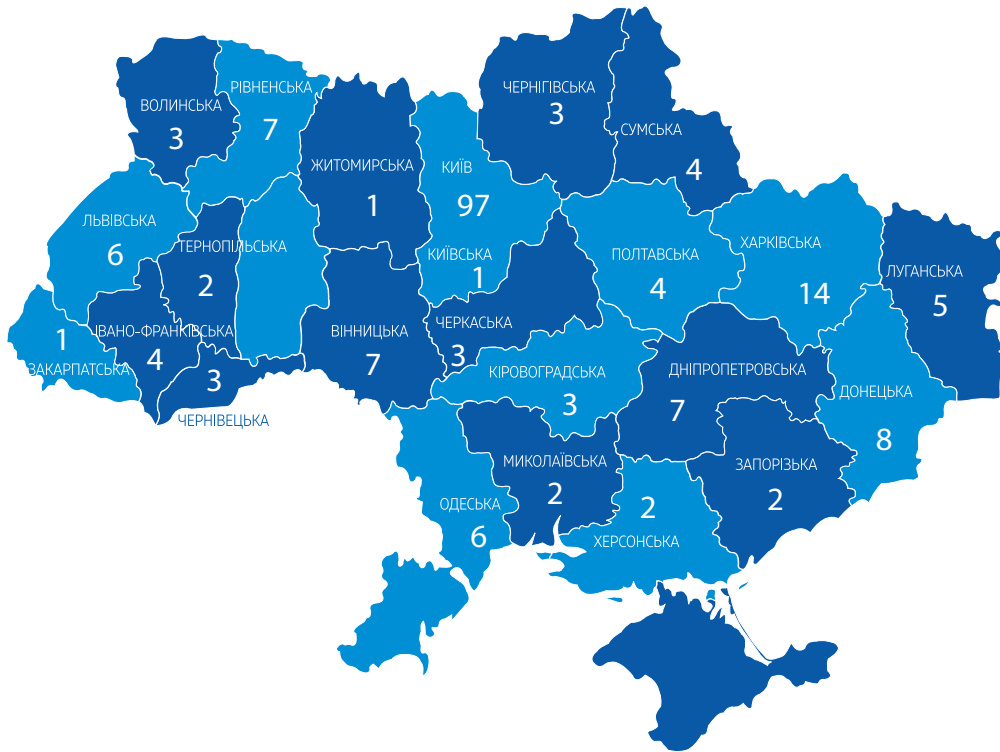 ВОЛИНСЬКА
3
РІВНЕНСЬКА
7
ЖИТОМИРСЬКА
1
КИЇВ
97
КИЇВСЬКА
1
ЧЕРНІГІВСЬКА
3
СУМСЬКА
4
ЛЬВІВСЬКА
6
ТЕРНОПІЛЬСЬКА
2
ІВАНО-ФРАНКІВСЬКА
4
1
ЗАКАРПАТСЬКА
3
ЧЕРНІВЕЦЬКА
ВІННИЦЬКА
7
ЧЕРКАСЬКА
3
ПОЛТАВСЬКА
4
ХАРКІВСЬКА
14
ЛУГАНСЬКА
5
КІРОВОГРАДСЬКА
3
ДНІПРОПЕТРОВСЬКА
7
ДОНЕЦЬКА
8
ОДЕСЬКА
6
МИКОЛАЇВСЬКА
2
2
ХЕРСОНСЬКА
ЗАПОРІЗЬКА
2